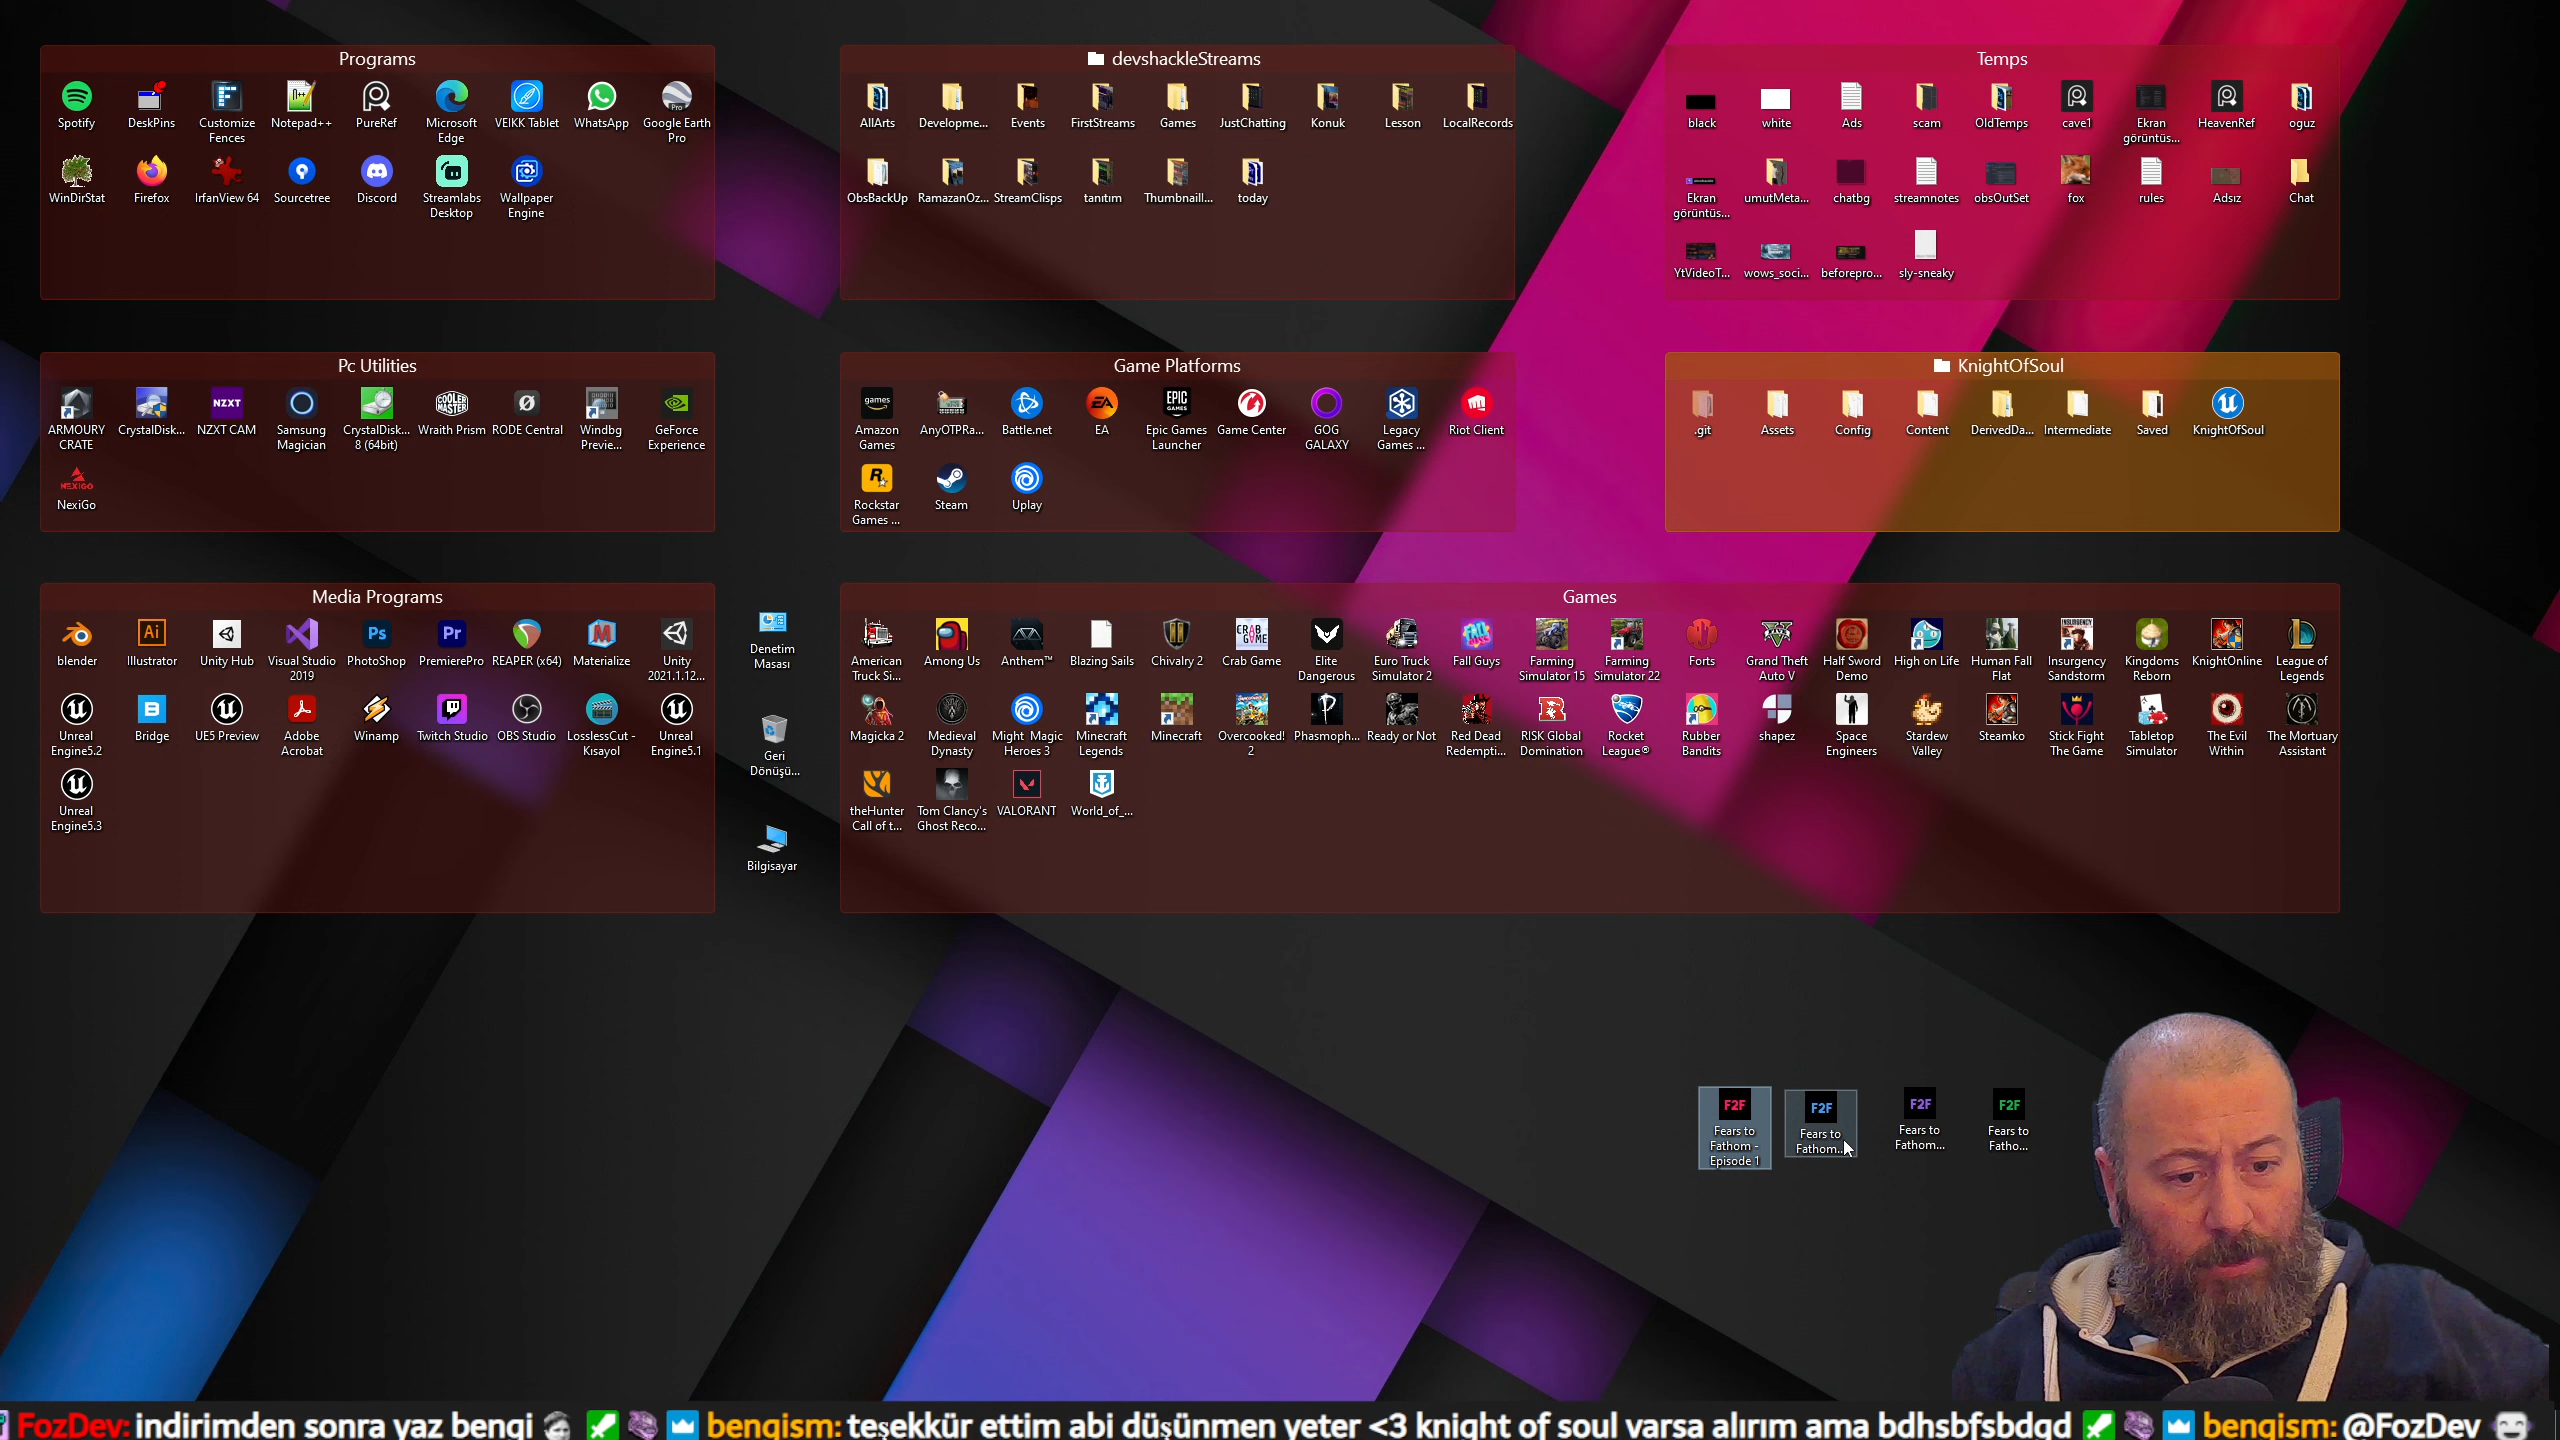 Programs
Spotify
DeskPins
Customize Fences
Notepad++
PureRef
Microsoft Edge
VEIKK Tablet
WhatsApp
Google Earth Pro
WinDirStat
Firefox
IrfanView 64
Sourcetree
Discord
Streamlabs Desktop
Wallpaper Engine
devshackleStreams
AllArts
Developme...
Events
FirstStreams
Games
JustChatting
Konuk
Lesson
LocalRecords
ObsBackUp
RamazanOz...
StreamClisps
tanıtım
Thumbnaill...
today
Temps
black
white
Ads
scam
OldTemps
cave1
Ekran görüntüs...
HeavenRef
oguz
Ekran görüntüs...
umutMeta...
chatbg
streamnotes
obsOutSet
fox
rules
Adsız
Chat
YtVideoT...
wows_soci...
beforepro...
sly-sneaky
Pc Utilities
ARMOURY CRATE
CrystalDisk...
NZXT CAM
Samsung Magician
CrystalDisk... 8 (64bit)
Wraith Prism
RODE Central
Windbg Previe...
GeForce Experience
NexiGo
Game Platforms
Amazon Games
AnyOTPRa...
Battle.net
EA
Epic Games Launcher
Game Center
GOG GALAXY
Legacy Games ...
Riot Client
Rockstar Games ...
Steam
Uplay
KnightOfSoul
.git
Assets
Config
Content
DerivedDa...
Intermediate
Saved
KnightOfSoul
Media Programs
blender
Illustrator
Unity Hub
Visual Studio 2019
PhotoShop
PremierePro
REAPER (x64)
Materialize
Unity 2021.1.12...
Unreal Engine5.2
Bridge
UE5 Preview
Adobe Acrobat
Winamp
Twitch Studio
OBS Studio
LosslessCut - Kısayol
Unreal Engine5.1
Unreal Engine5.3
Denetim Masası
Geri Dönüşü...
Bilgisayar
Games
American Truck Si...
Among Us
Anthem™
Blazing Sails
Chivalry 2
Crab Game
Elite Dangerous
Euro Truck Simulator 2
Fall Guys
Farming Simulator 15
Farming Simulator 22
Forts
Grand Theft Auto V
Half Sword Demo
High on Life
Human Fall Flat
Insurgency Sandstorm
Kingdoms Reborn
KnightOnline
League of Legends
Magicka 2
Medieval Dynasty
Might Magic Heroes 3
Minecraft Legends
Minecraft
Overcooked! 2
Phasmoph...
Ready or Not
Red Dead Redempti...
RISK Global Domination
Rocket League®
Rubber Bandits
shapez
Space Engineers
Stardew Valley
Steamko
Stick Fight The Game
Tabletop Simulator
The Evil Within
The Mortuary Assistant
theHunter Call of t...
Tom Clancy's Ghost Reco...
VALORANT
World_of_...
F2F
Fears to Fathom - Episode 1
F2F
Fears to Fathom...
F2F
Fears to Fathom...
F2F
Fears to Fatho...
FozDev: indirimden sonra yaz bengi bengism: teşekkür ettim abi düşünmen yeter <3 knight of soul varsa alırım ama bdhsbfsbdgd bengism: @FozDev